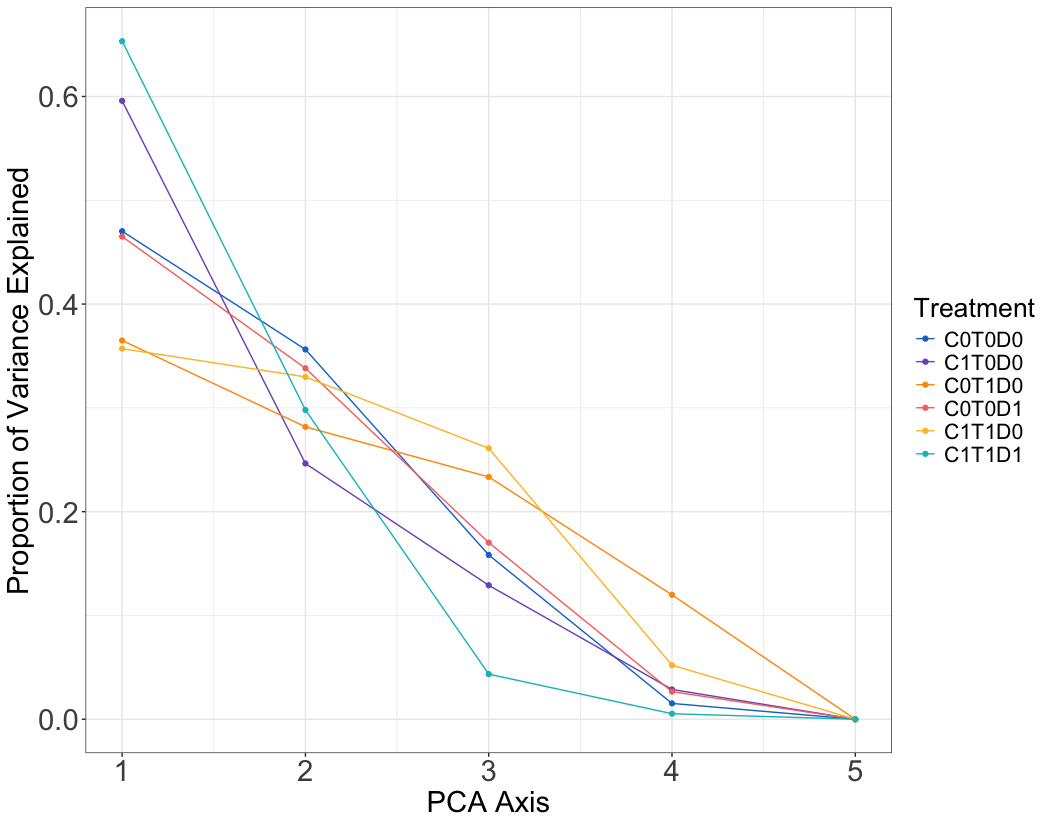 Proportion of Variance Explained
0.6
0.4
0.2
0.0
1 2 3 4 5
PCA Axis
Treatment
C0T0D0
C1T0D0
C0T1D0
C0T0D1
C1T1D0
C1T1D1